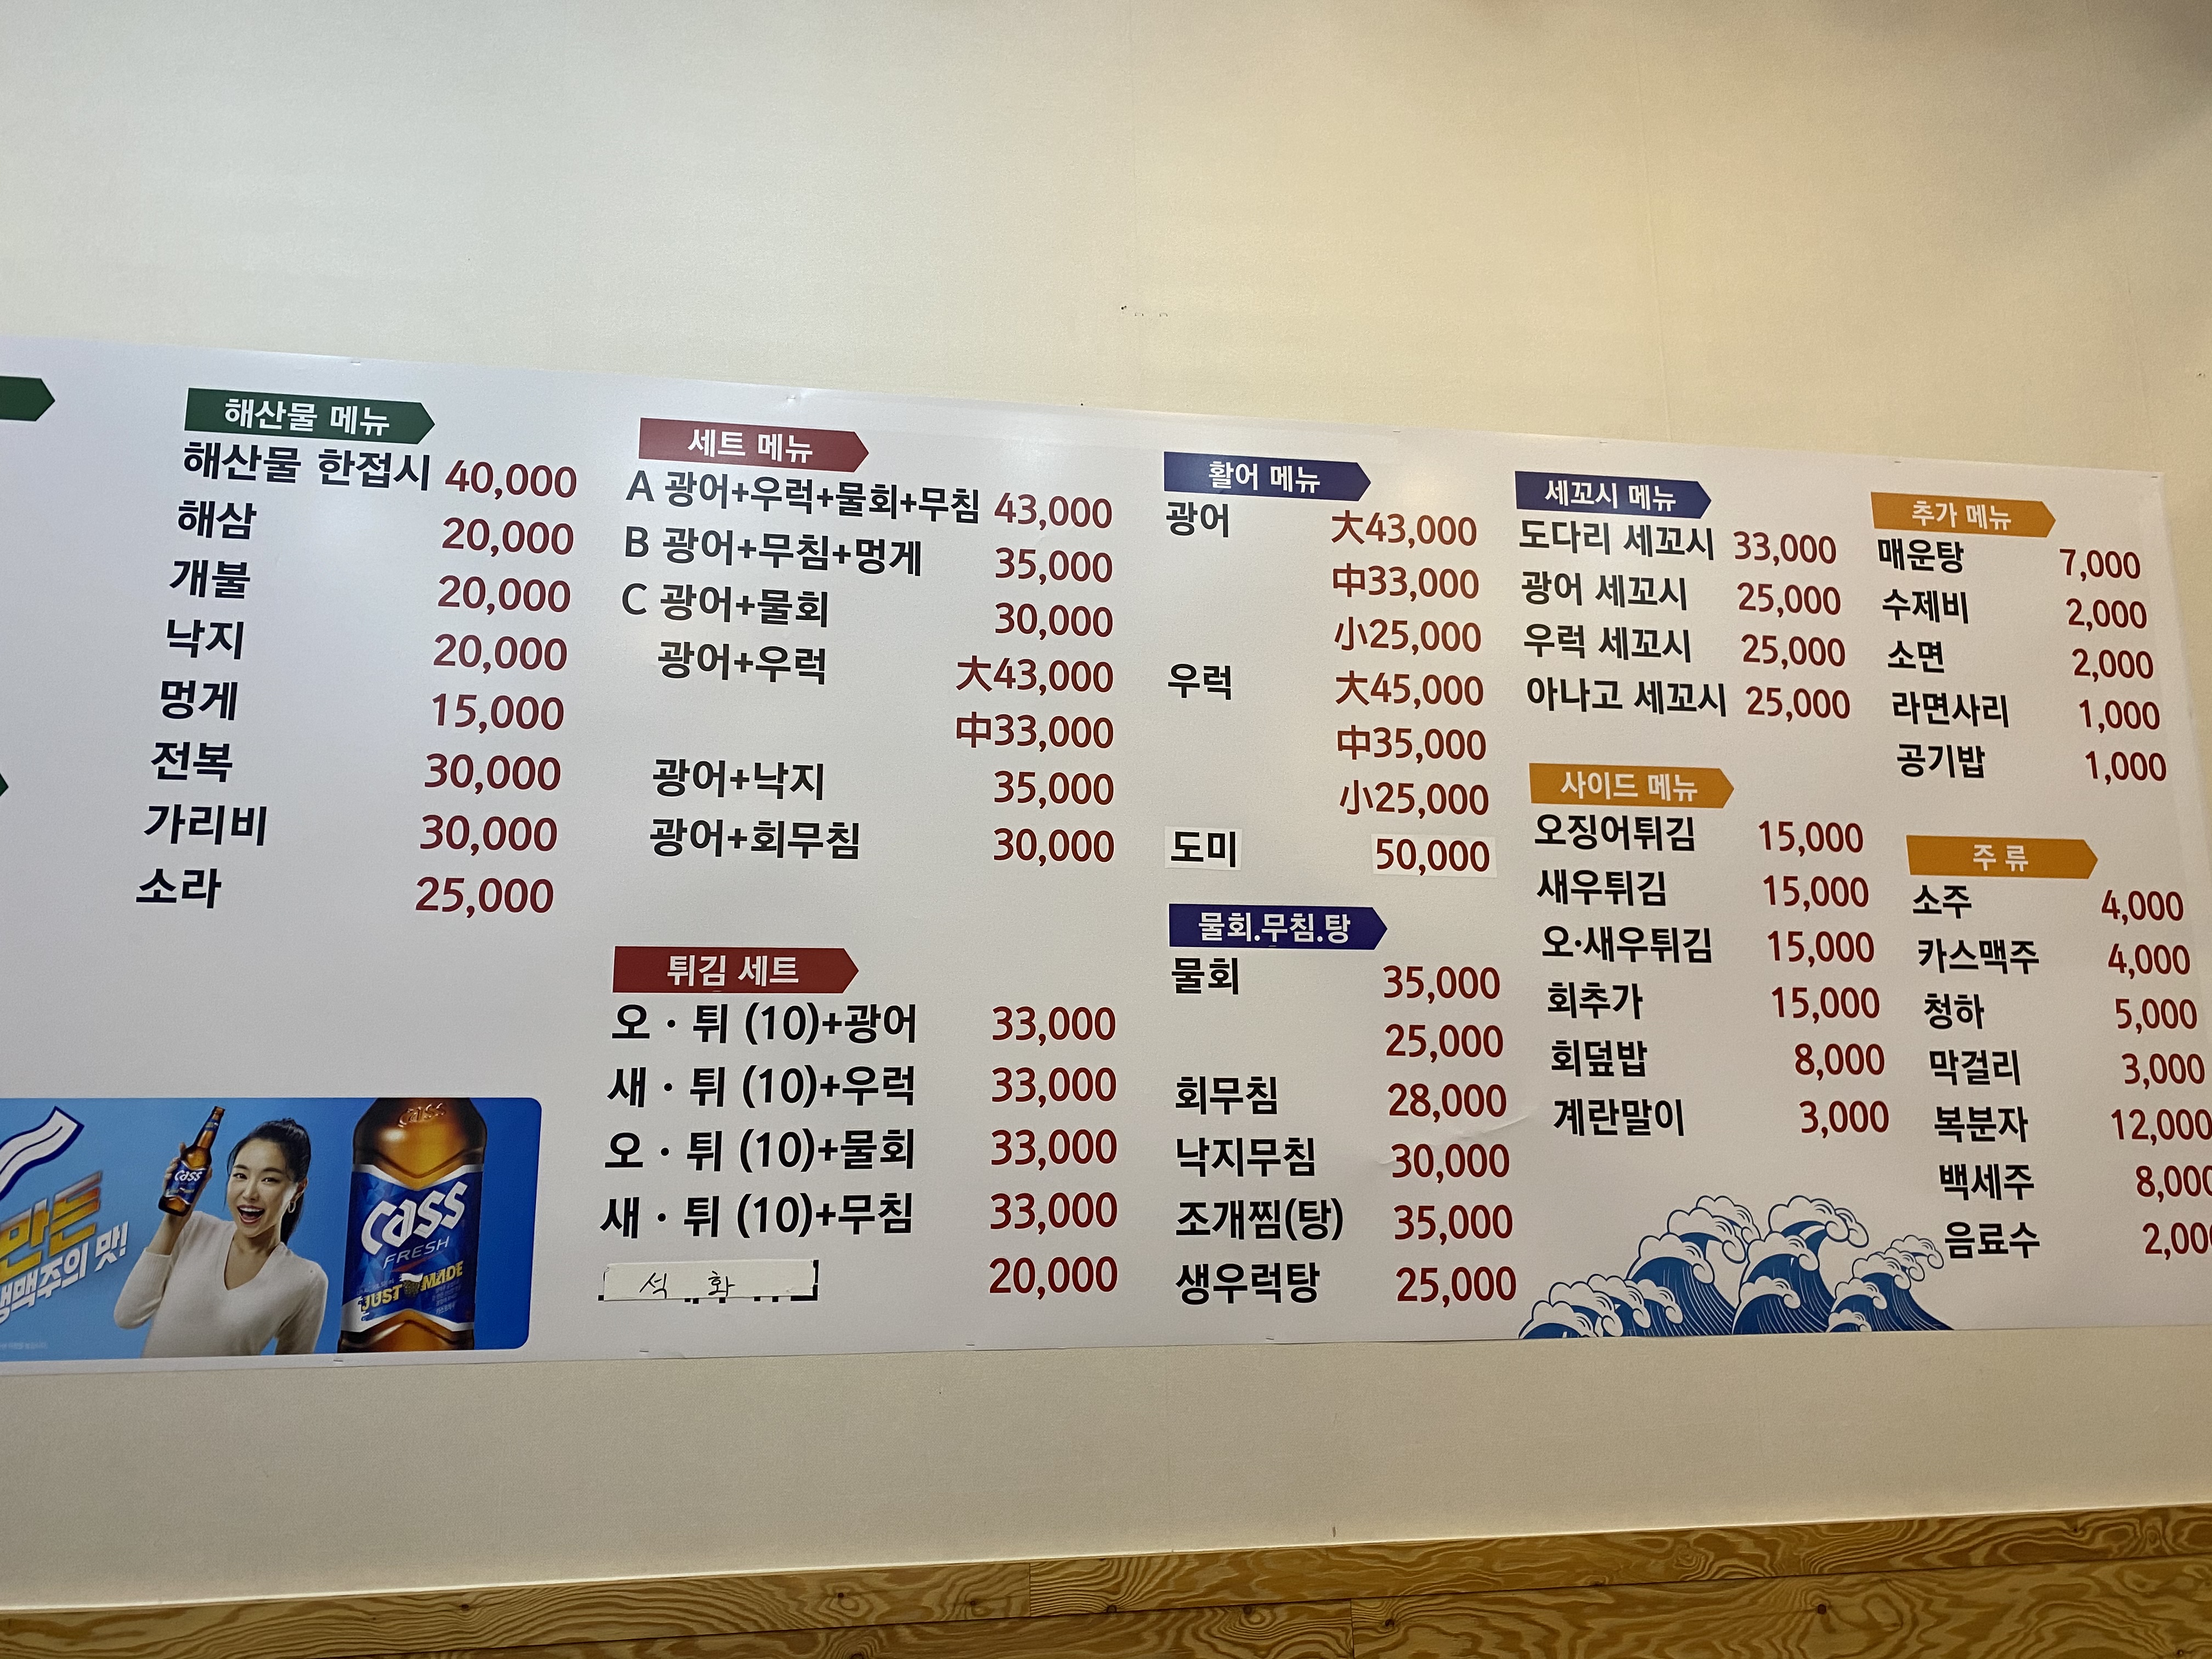 해산물 메뉴
해산물 한접시 40,000
해삼 20,000
개불 20,000
낙지 20,000
멍게 15,000
전복 30,000
가리비 30,000
소라 25,000
만든
생맥주의 맛!
Cass
Cass
Cass
FRESH
JUST MADE
세트 메뉴
A 광어+우럭+물회+무침 43,000
B 광어+무침+멍게 35,000
C 광어+물회 30,000
광어+우럭 大43,000
中33,000
광어+낙지 35,000
광어+회무침 30,000
튀김 세트
오·튀 (10)+광어 33,000
새·튀 (10)+우럭 33,000
오·튀 (10)+물회 33,000
새·튀 (10)+무침 33,000
석 화 20,000
활어 메뉴
광어 大43,000
中33,000
小25,000
우럭 大45,000
中35,000
小25,000
도미 50,000
물회.무침.탕
물회 35,000
25,000
회무침 28,000
낙지무침 30,000
조개찜(탕) 35,000
생우럭탕 25,000
세꼬시 메뉴
도다리 세꼬시 33,000
광어 세꼬시 25,000
우럭 세꼬시 25,000
아나고 세꼬시 25,000
사이드 메뉴
오징어튀김 15,000
새우튀김 15,000
오·새우튀김 15,000
회추가 15,000
회덮밥 8,000
계란말이 3,000
추가 메뉴
매운탕 7,000
수제비 2,000
소면 2,000
라면사리 1,000
공기밥 1,000
주 류
소주 4,000
카스맥주 4,000
청하 5,000
막걸리 3,000
복분자 12,000
백세주 8,000
음료수 2,00